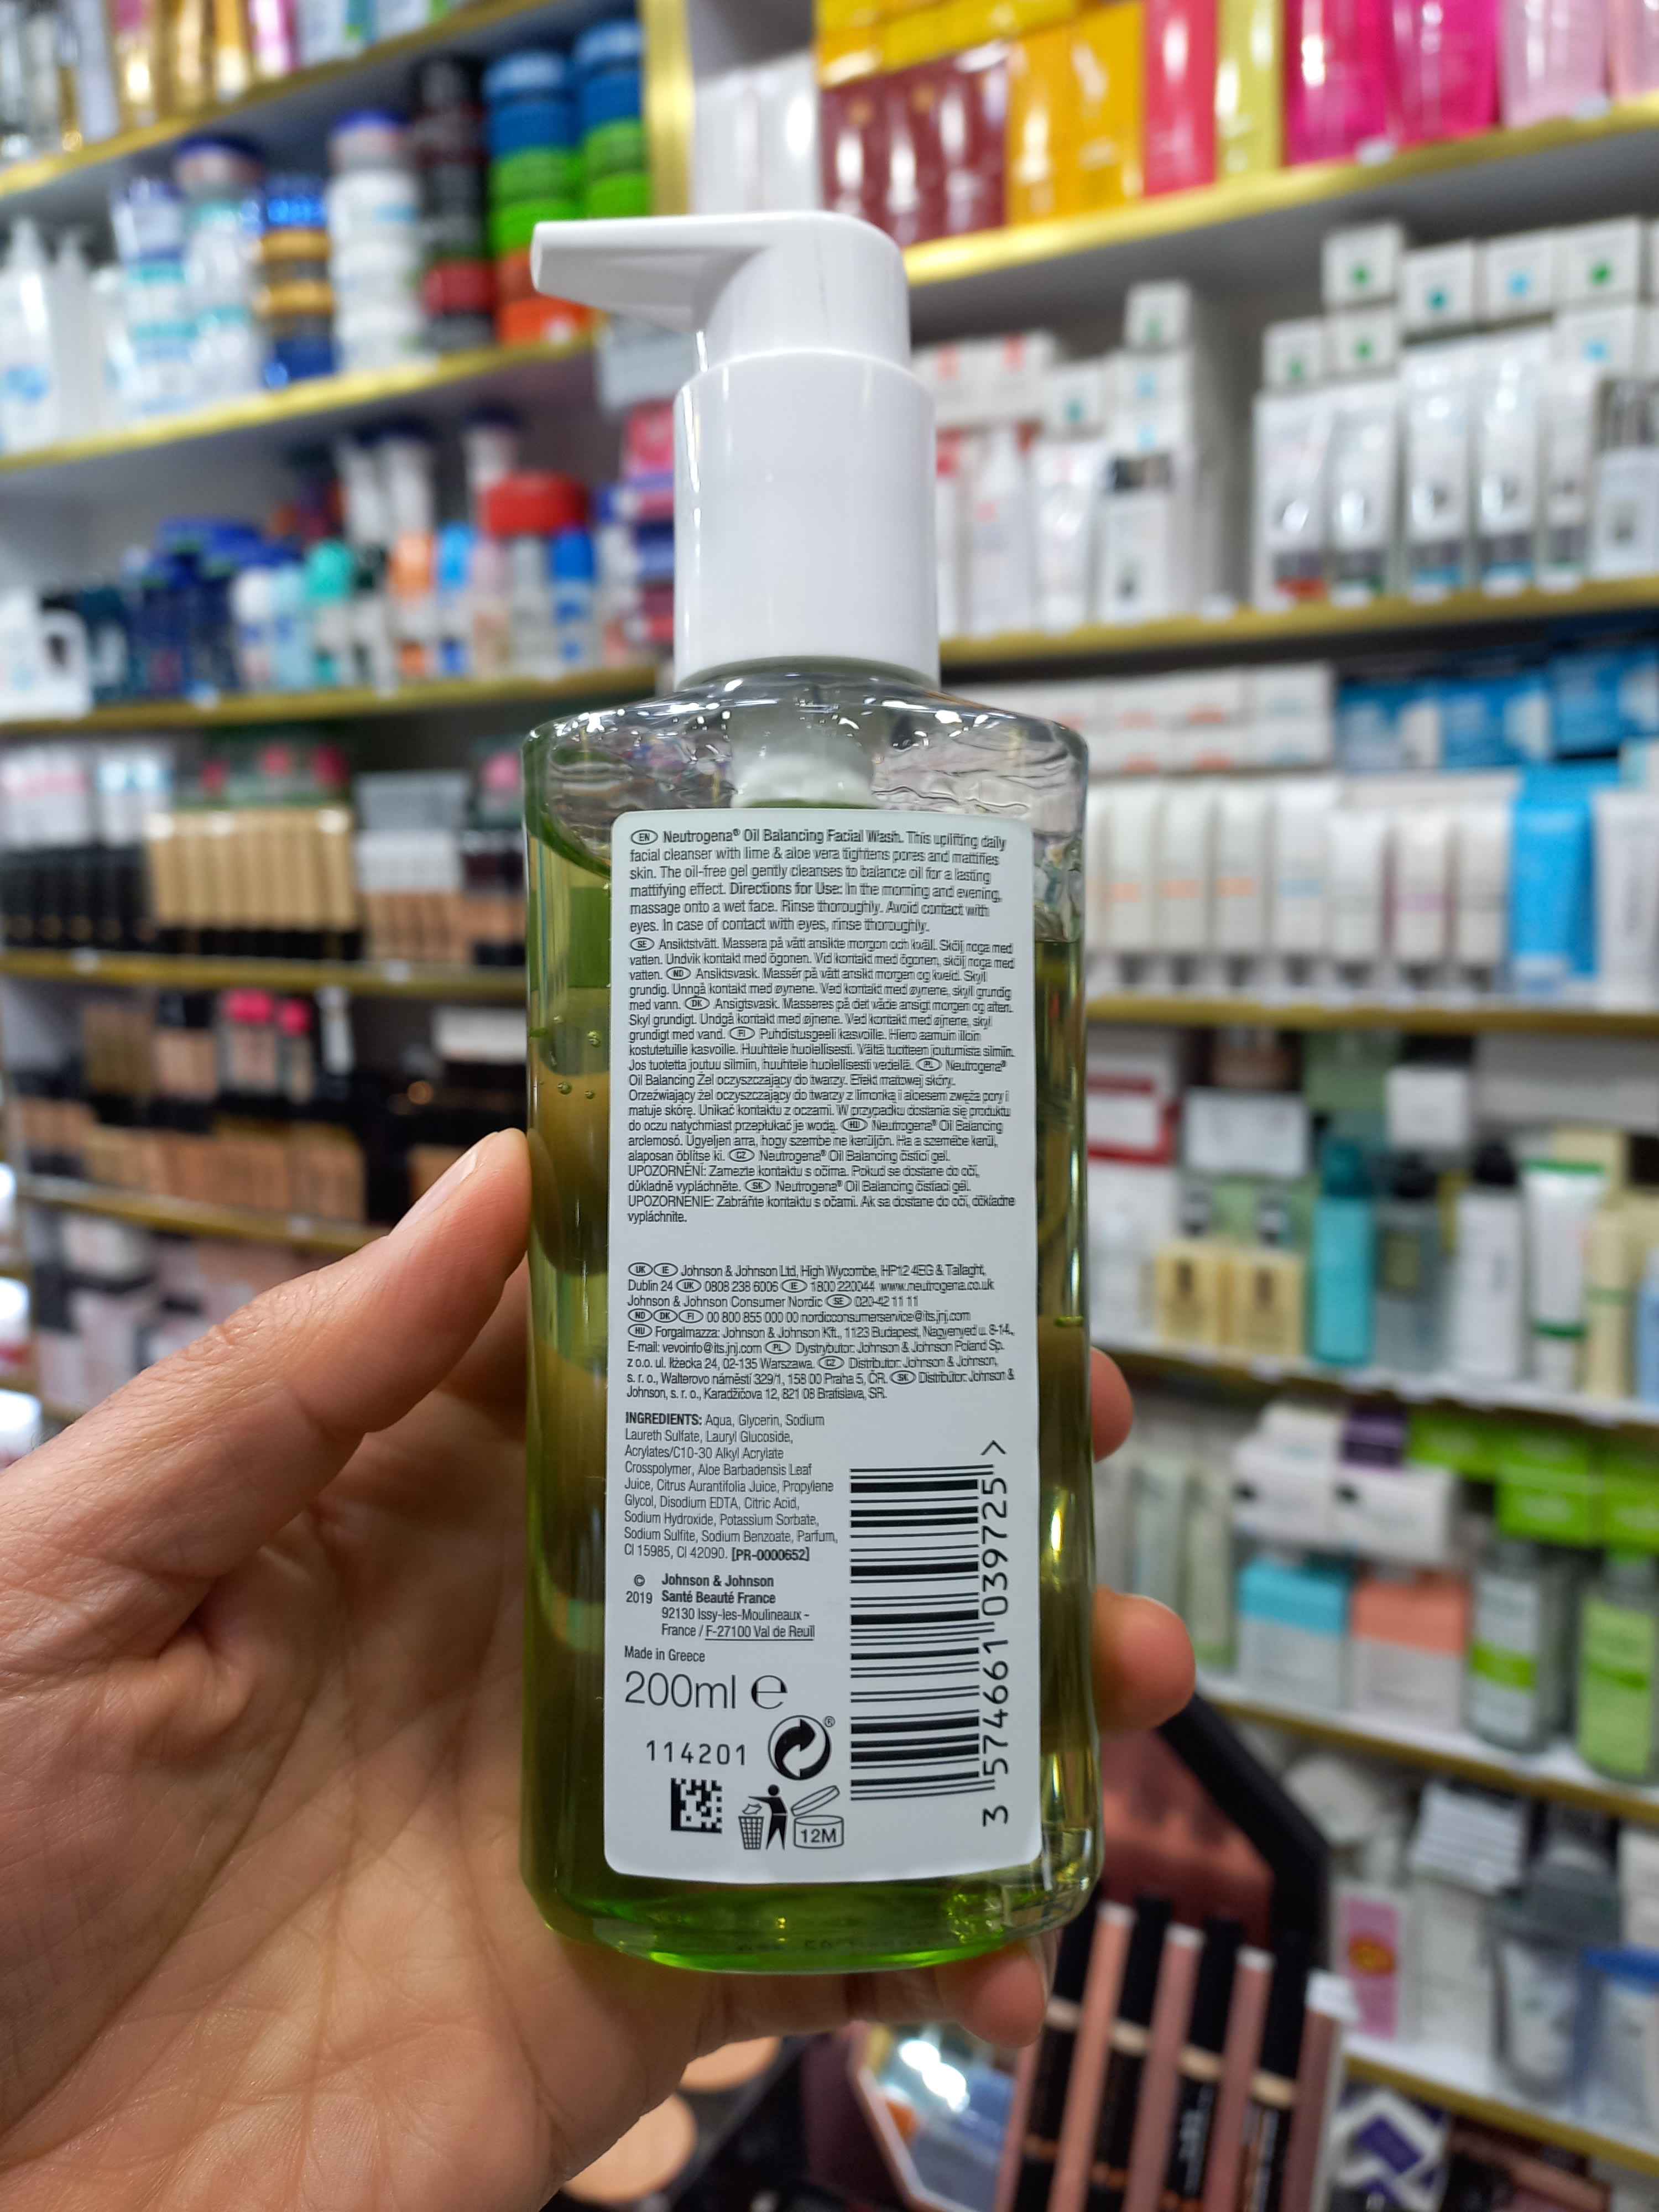 EN Neutrogena® Oil Balancing Facial Wash. This uplifting daily
facial cleanser with lime & aloe vera tightens pores and mattifies
skin. The oil-free gel gently cleanses to balance oil for a lasting
mattifying effect. Directions for Use: In the morning and evening,
massage onto a wet face. Rinse thoroughly. Avoid contact with
eyes. In case of contact with eyes, rinse thoroughly.
SE Ansiktstvätt. Massera på vått ansikte morgon och kväll. Skölj noga med
vatten. Undvik kontakt med ögonen. Vid kontakt med ögonen, skölj noga med
vatten. NO Ansiktsvask. Massér på vått ansikt morgen og kveld. Skyll
grundig. Unngå kontakt med øynene. Ved kontakt med øynene, skyll grundig
med vann. DK Ansigtsvask. Masseres på det våde ansigt morgen og aften.
Skyl grundigt. Undgå kontakt med øjnene. Ved kontakt med øjnene, skyl
grundigt med vand. FI Puhdistusgeeli kasvoille. Hiero aamuin illoin
kostutetuille kasvoille. Huuhtele huolellisesti. Vältä tuotteen joutumista silmiin.
Jos tuotetta joutuu silmiin, huuhtele huolellisesti vedellä. PL Neutrogena®
Oil Balancing Żel oczyszczający do twarzy. Efekt matowej skóry.
Orzeźwiający żel oczyszczający do twarzy z limonką i aloesem zwęża pory i
matuje skórę. Unikać kontaktu z oczami. W przypadku dostania się produktu
do oczu natychmiast przepłukać je wodą. HU Neutrogena® Oil Balancing
arclemosó. Ügyeljen arra, hogy szembe ne kerüljön. Ha a szemébe kerül,
alaposan öblítse ki. CZ Neutrogena® Oil Balancing čisticí gel.
UPOZORNĚNÍ: Zamezte kontaktu s očima. Pokud se dostane do očí,
důkladně vypláchněte. SK Neutrogena® Oil Balancing čistiaci gél.
UPOZORNENIE: Zabráňte kontaktu s očami. Ak sa dostane do očí, dôkladne
vypláchnite.
UK IE Johnson & Johnson Ltd, High Wycombe, HP12 4EG & Tallaght,
Dublin 24 UK 0808 238 6006 IE 1800 220044 www.neutrogena.co.uk
Johnson & Johnson Consumer Nordic SE 020-42 11 11
NO DK FI 00 800 855 000 00 nordicconsumerservice@its.jnj.com
HU Forgalmazza: Johnson & Johnson Kft., 1123 Budapest, Nagyenyed u. 8-14.,
E-mail: vevoinfo@its.jnj.com PL Dystrybutor: Johnson & Johnson Poland Sp.
z o.o. ul. Iłżecka 24, 02-135 Warszawa. CZ Distributor: Johnson & Johnson,
s. r. o., Walterovo náměstí 329/1, 158 00 Praha 5, ČR. SK Distribútor: Johnson &
Johnson, s. r. o., Karadžičova 12, 821 08 Bratislava, SR.
INGREDIENTS: Aqua, Glycerin, Sodium
Laureth Sulfate, Lauryl Glucoside,
Acrylates/C10-30 Alkyl Acrylate
Crosspolymer, Aloe Barbadensis Leaf
Juice, Citrus Aurantifolia Juice, Propylene
Glycol, Disodium EDTA, Citric Acid,
Sodium Hydroxide, Potassium Sorbate,
Sodium Sulfite, Sodium Benzoate, Parfum,
CI 15985, CI 42090. [PR-0000652]
© Johnson & Johnson
2019 Santé Beauté France
92130 Issy-les-Moulineaux -
France / F-27100 Val de Reuil
Made in Greece
200ml ℮
114201
12M
3 574661 039725 >